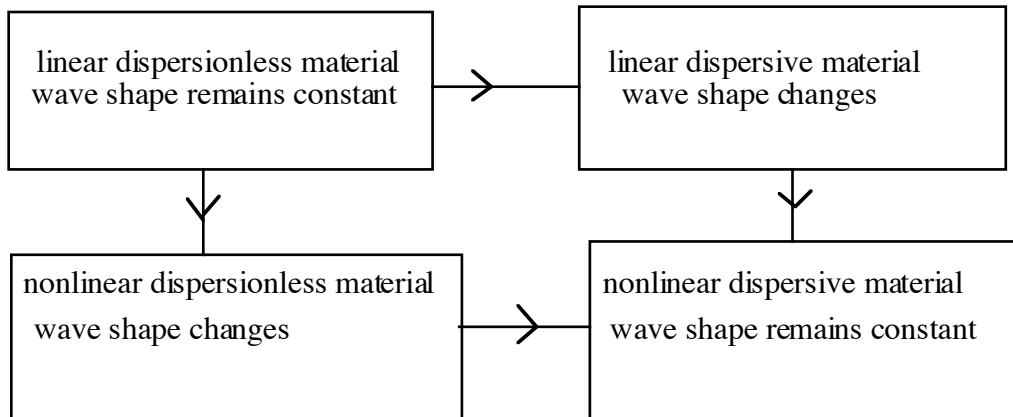 linear dispersionless material
wave shape remains constant
linear dispersive material
wave shape changes
nonlinear dispersionless material
wave shape changes
nonlinear dispersive material
wave shape remains constant